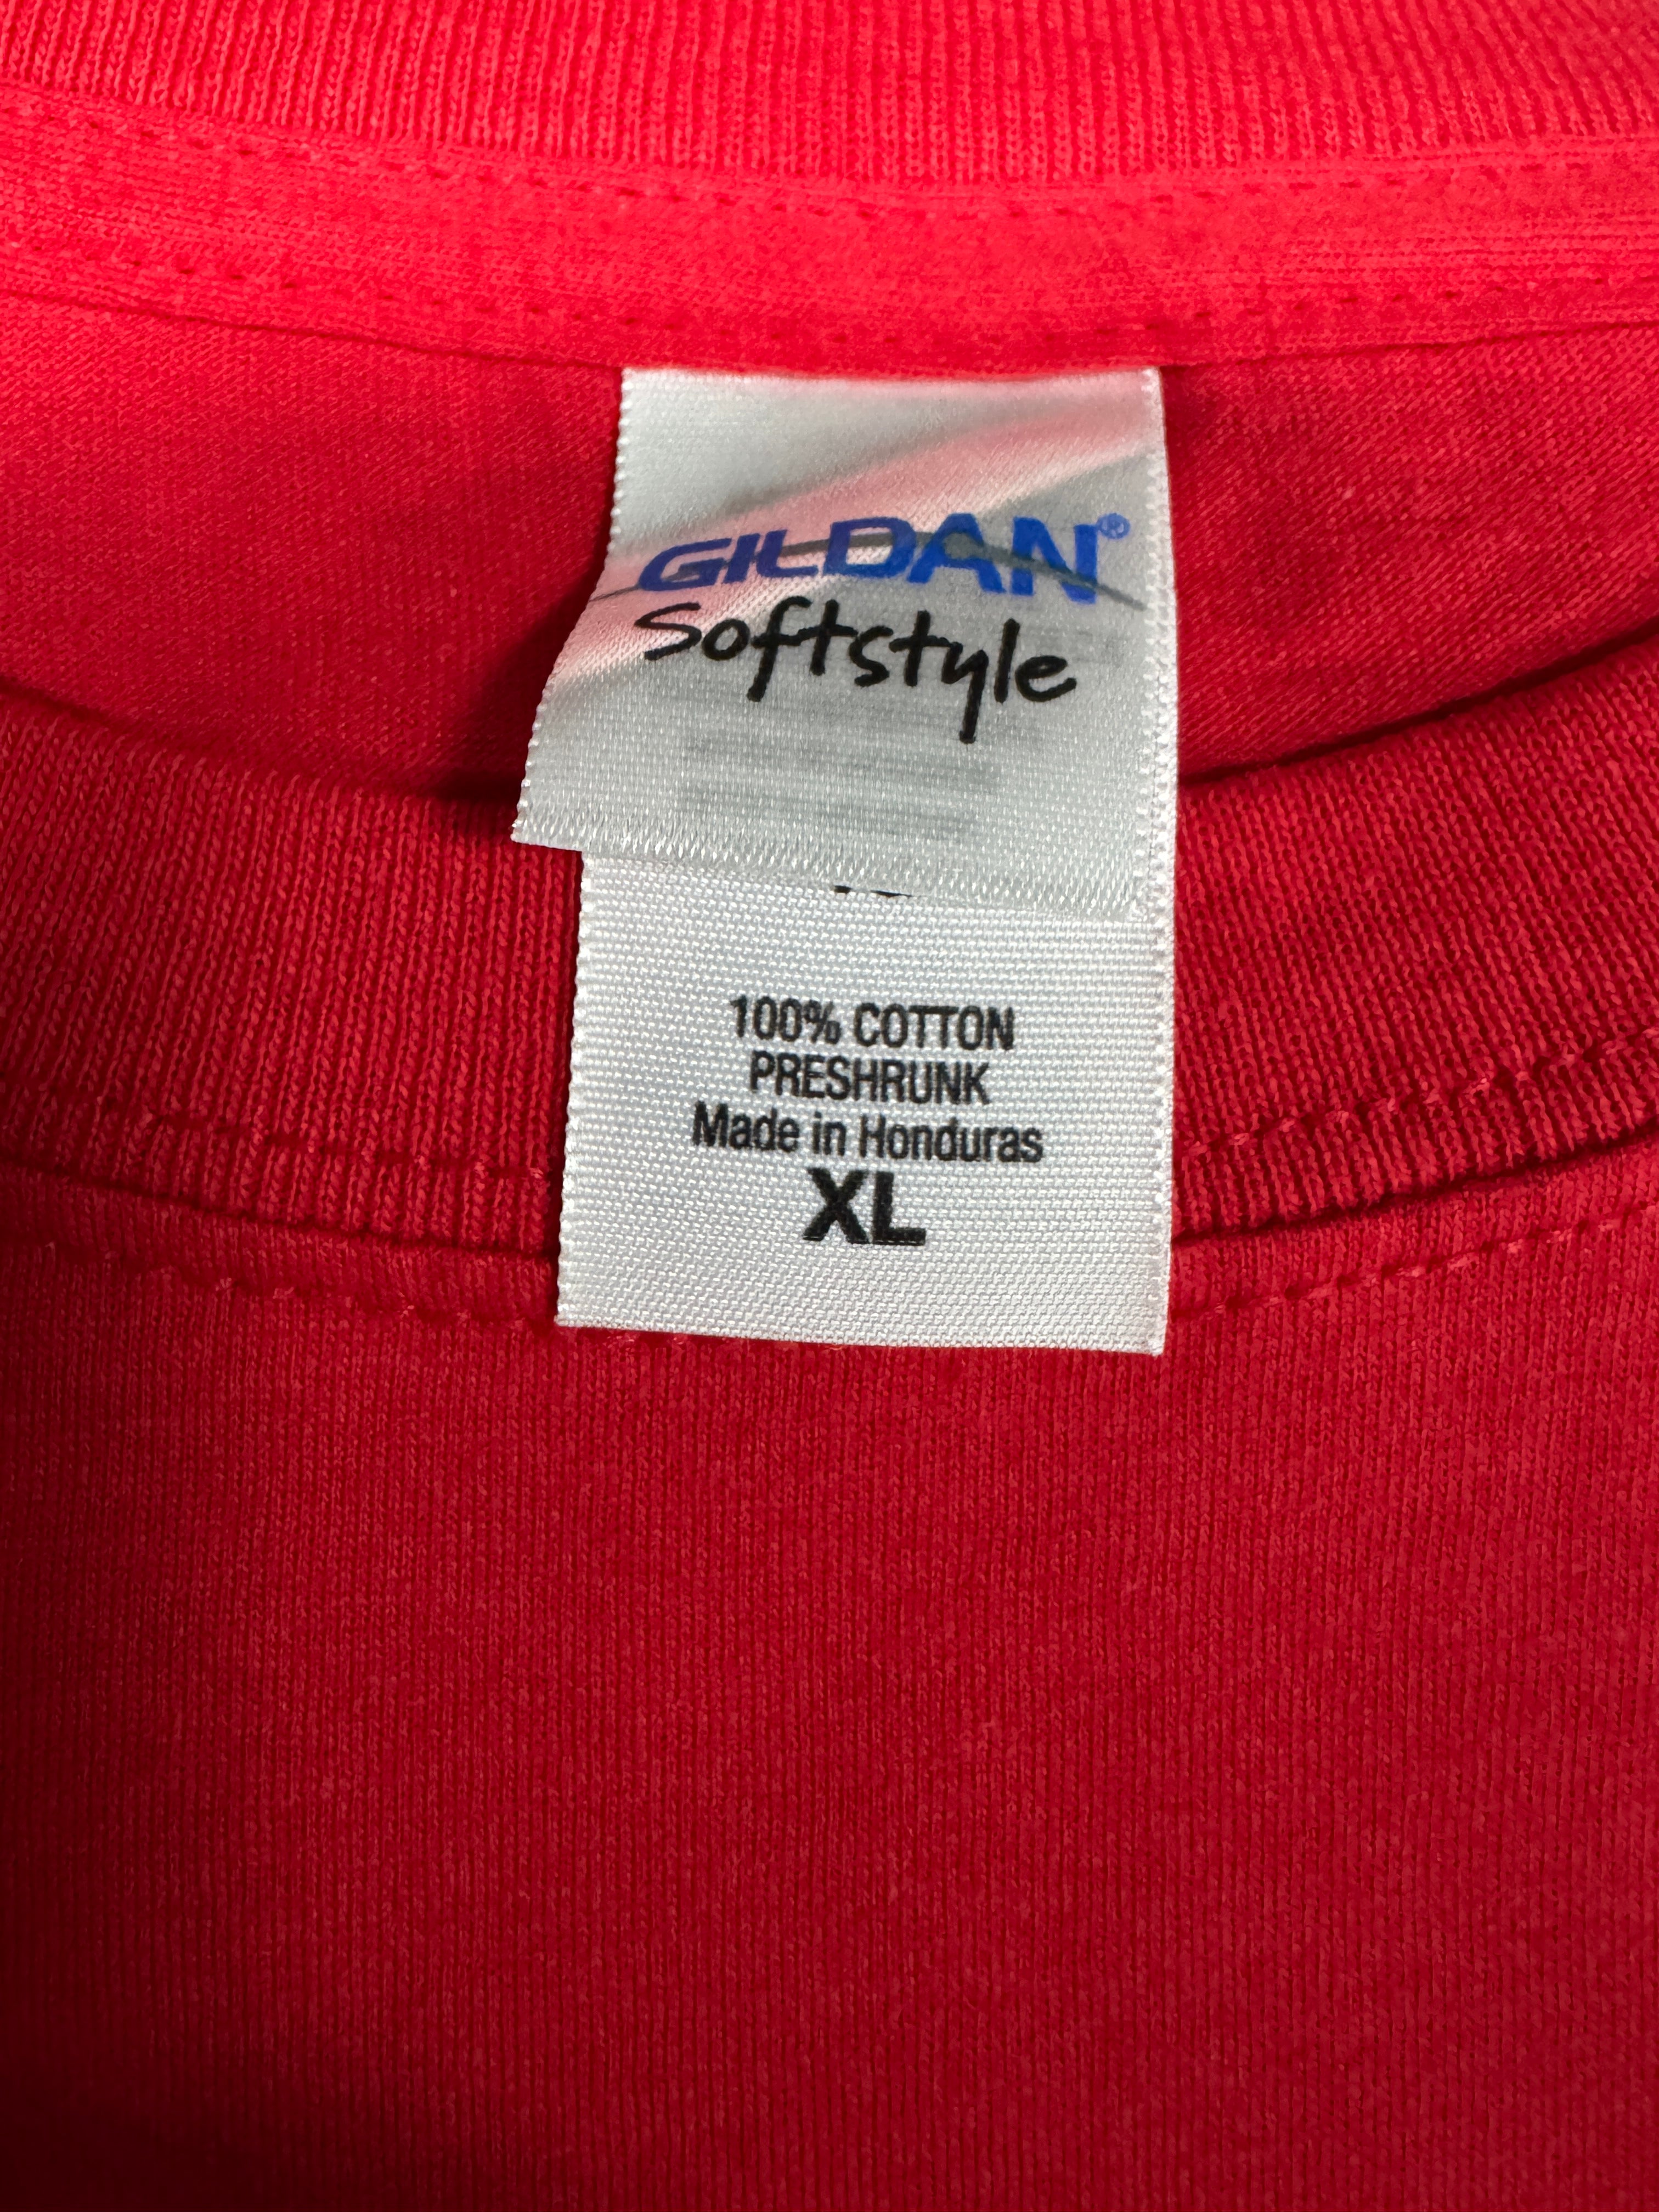 GILDAN®
Softstyle
100% COTTON
PRESHRUNK
Made in Honduras
XL